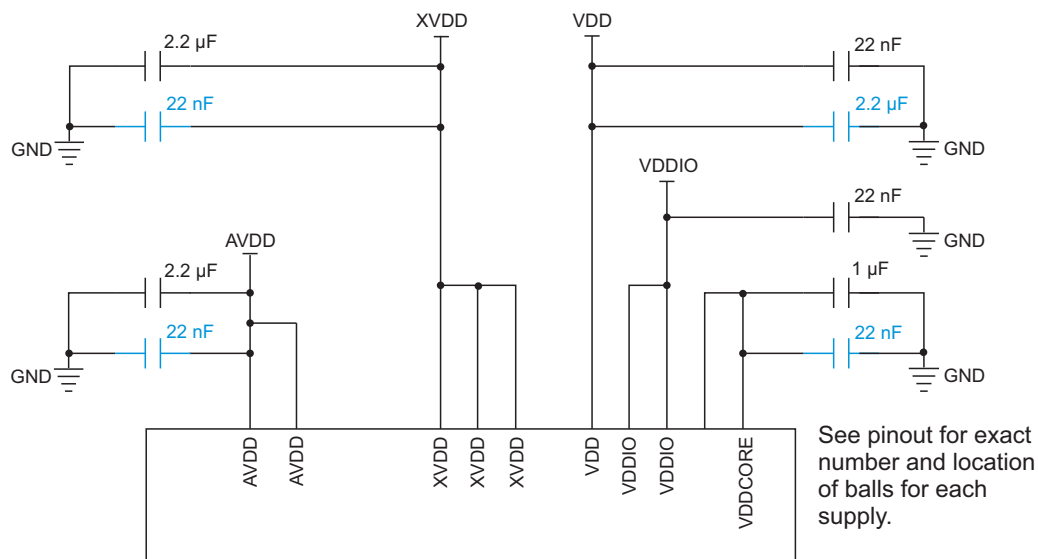 XVDD
VDD
2.2 µF
22 nF
22 nF
2.2 µF
GND
GND
VDDIO
22 nF
AVDD
GND
2.2 µF
1 µF
22 nF
22 nF
GND
GND
AVDD
AVDD
XVDD
XVDD
XVDD
VDD
VDDIO
VDDIO
VDDCORE
See pinout for exact
number and location
of balls for each
supply.